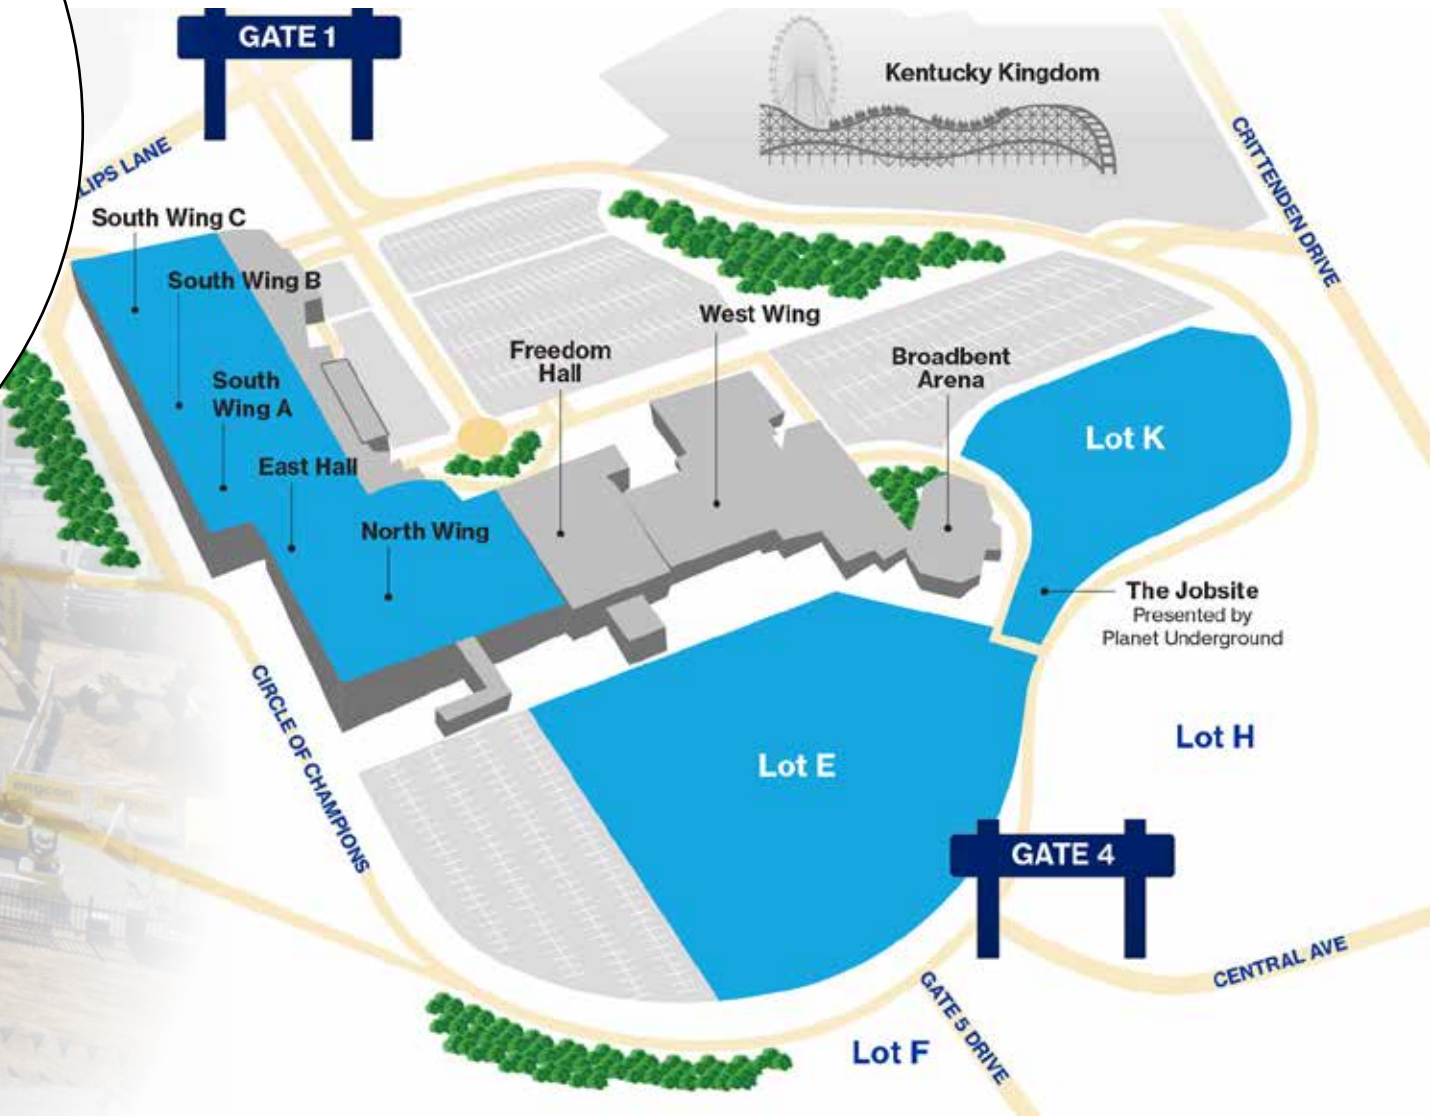 GATE 1
Kentucky Kingdom
CRITTENDEN DRIVE
LIPS LANE
South Wing C
South Wing B
West Wing
Freedom
Hall
Broadbent
Arena
South
Wing A
Lot K
East Hall
North Wing
The Jobsite
Presented by
Planet Underground
CIRCLE OF CHAMPIONS
Lot H
Lot E
engcon
GATE 4
CENTRAL AVE
GATE 5 DRIVE
Lot F